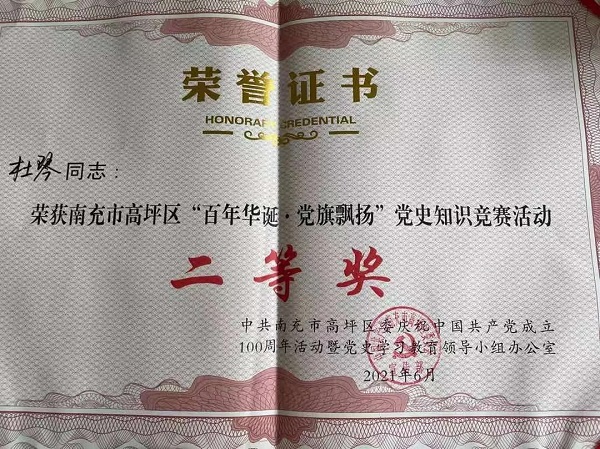 荣誉证书
HONORARY CREDENTIAL
杜琴同志：
荣获南充市高坪区“百年华诞·党旗飘扬”党史知识竞赛活动
二等奖
中共南充市高坪区委庆祝中国共产党成立
100周年活动暨党史学习教育领导小组办公室
2021年6月